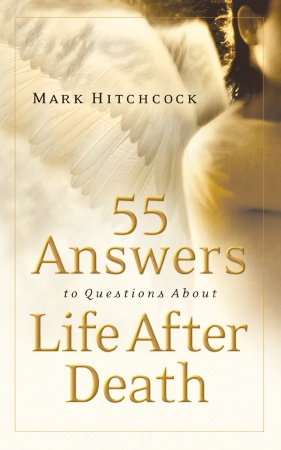 MARK HITCHCOCK
55
Answers
to Questions About
Life After
Death